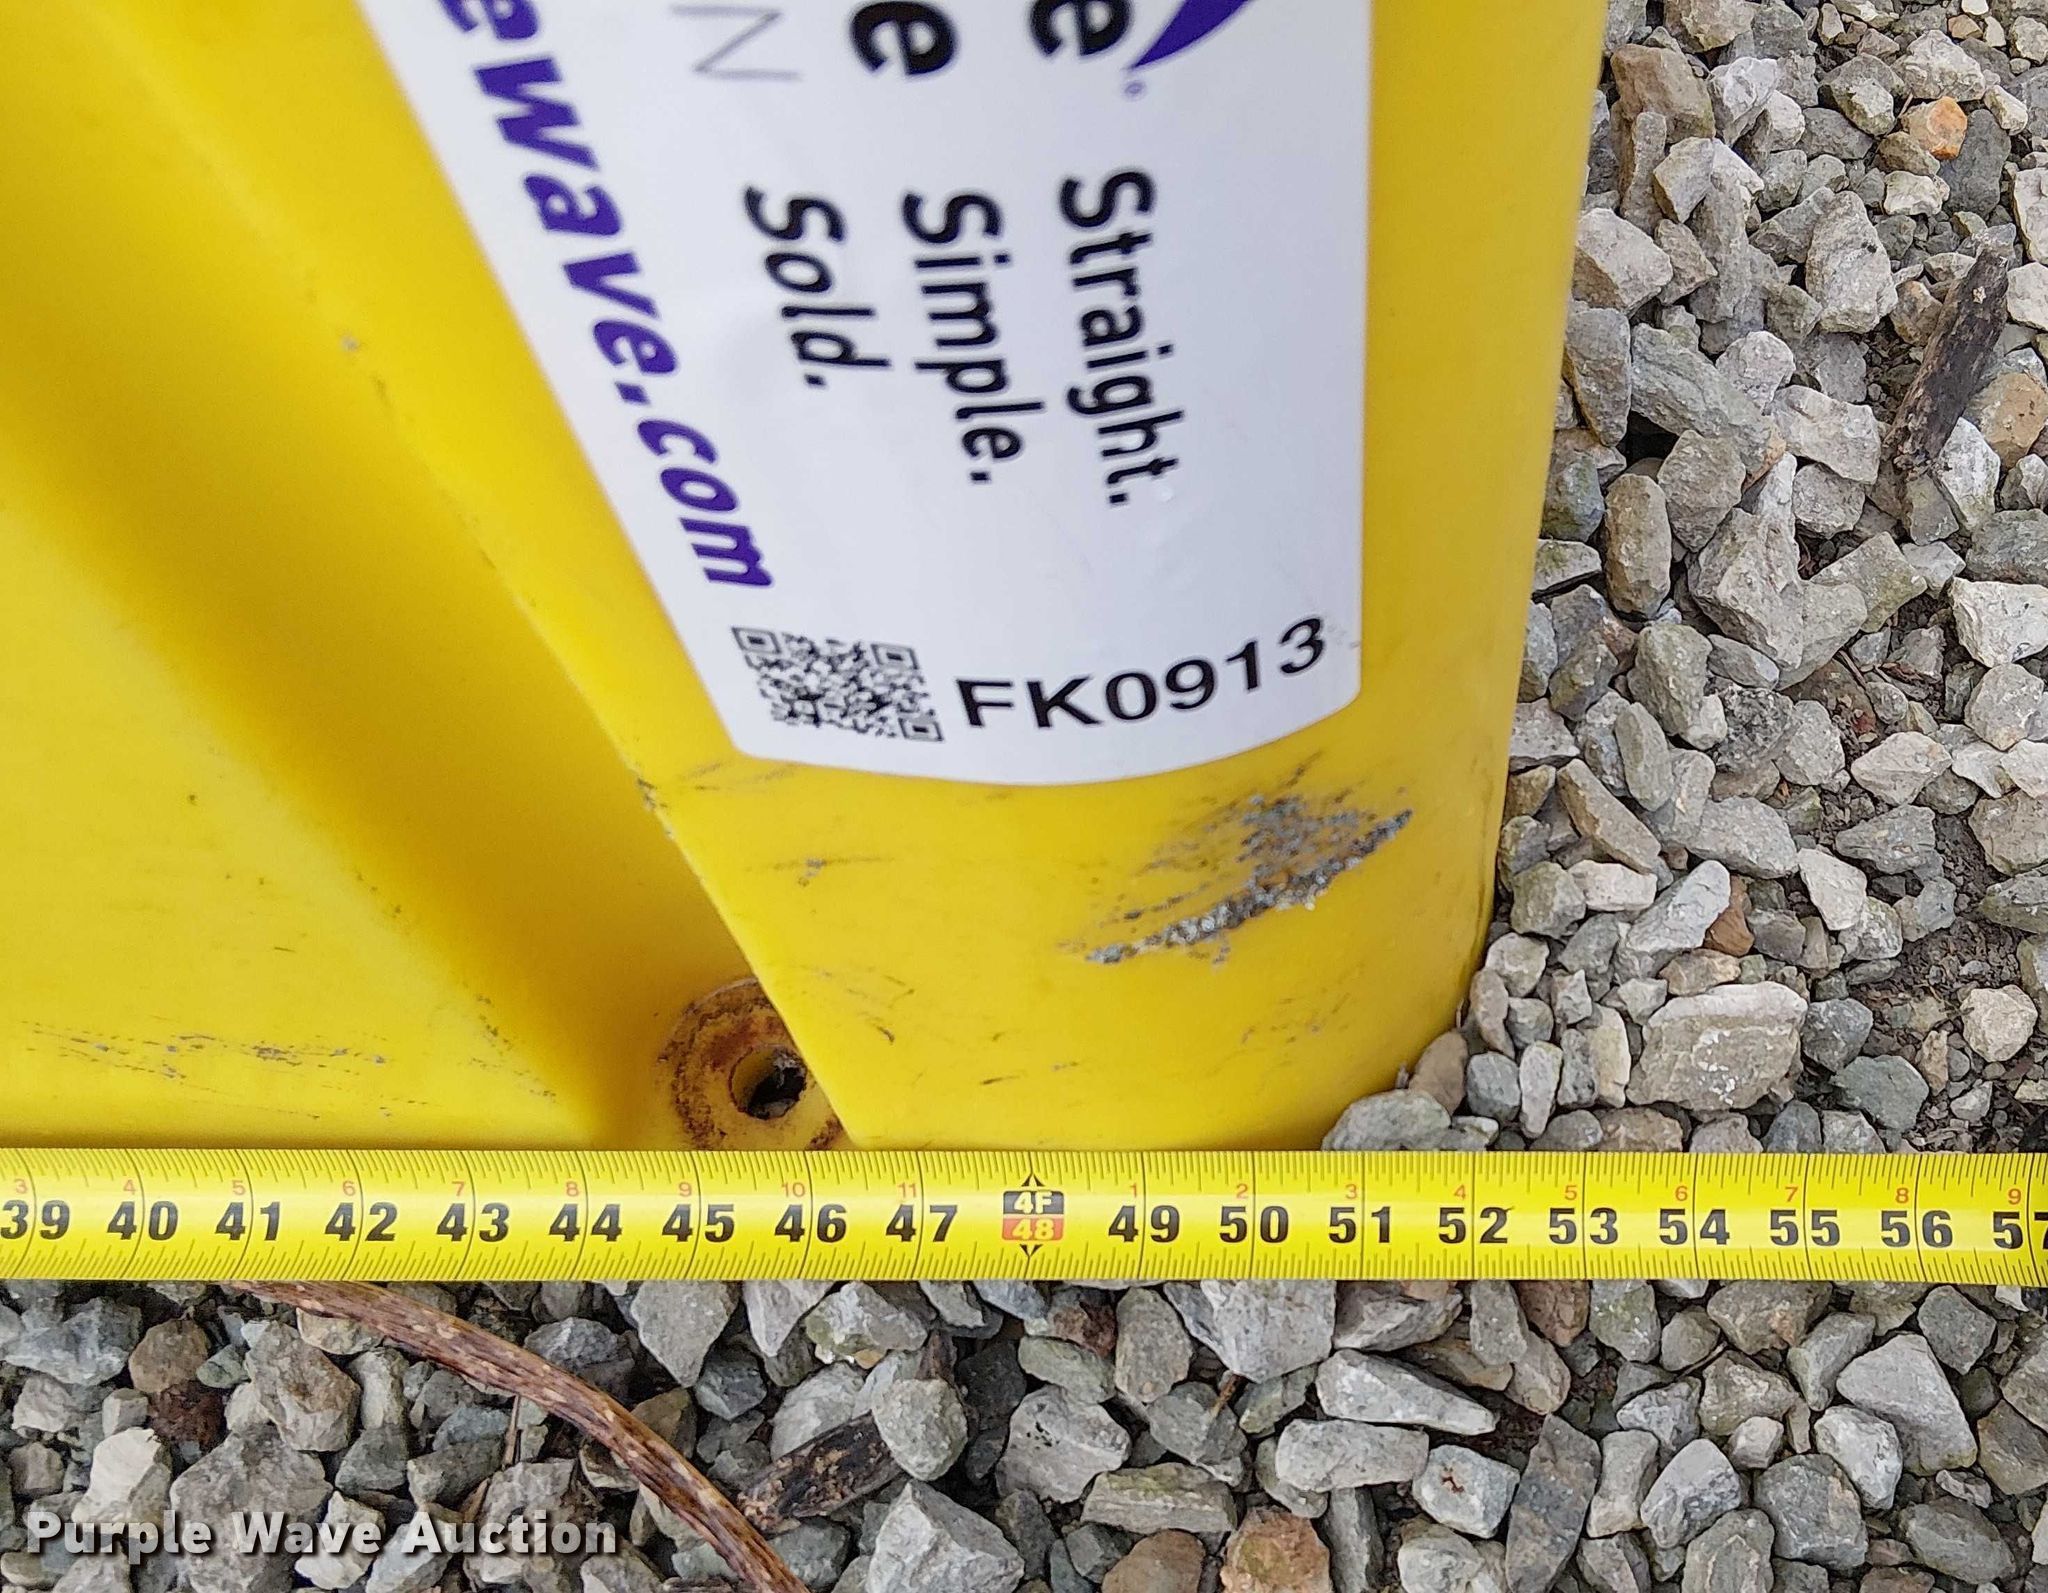 ewave.com
N
e
e®
Sold.
Simple.
Straight.
FK0913
3 4 5 6 7 8 9 10 11 1 2 3 4 5 6 7 8 9
39 40 41 42 43 44 45 46 47 4F 48 49 50 51 52 53 54 55 56 57
Purple Wave Auction